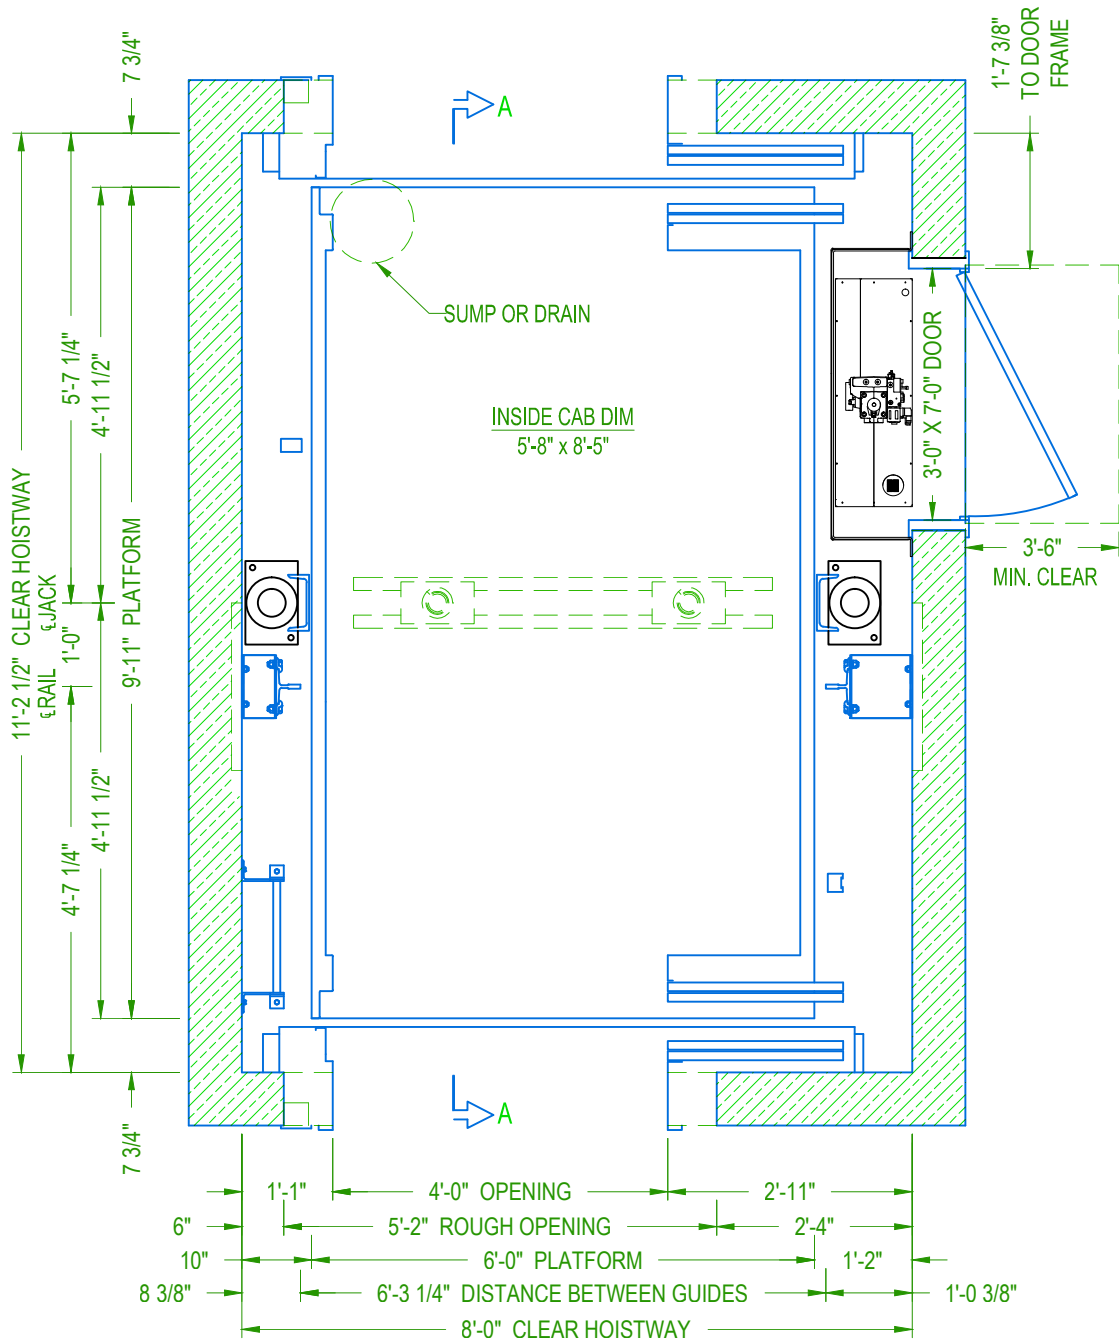 7 3/4"
1'-7 3/8"
TO DOOR
FRAME
A
SUMP OR DRAIN
INSIDE CAB DIM
5'-8" x 8'-5"
3'-0" X 7'-0" DOOR
3'-6"
MIN. CLEAR
5'-7 1/4"
4'-11 1/2"
11'-2 1/2" CLEAR HOISTWAY
℄ RAIL
℄ JACK
1'-0"
9'-11" PLATFORM
4'-11 1/2"
4'-7 1/4"
A
7 3/4"
1'-1"
4'-0" OPENING
2'-11"
6"
5'-2" ROUGH OPENING
2'-4"
10"
6'-0" PLATFORM
1'-2"
8 3/8"
6'-3 1/4" DISTANCE BETWEEN GUIDES
1'-0 3/8"
8'-0" CLEAR HOISTWAY